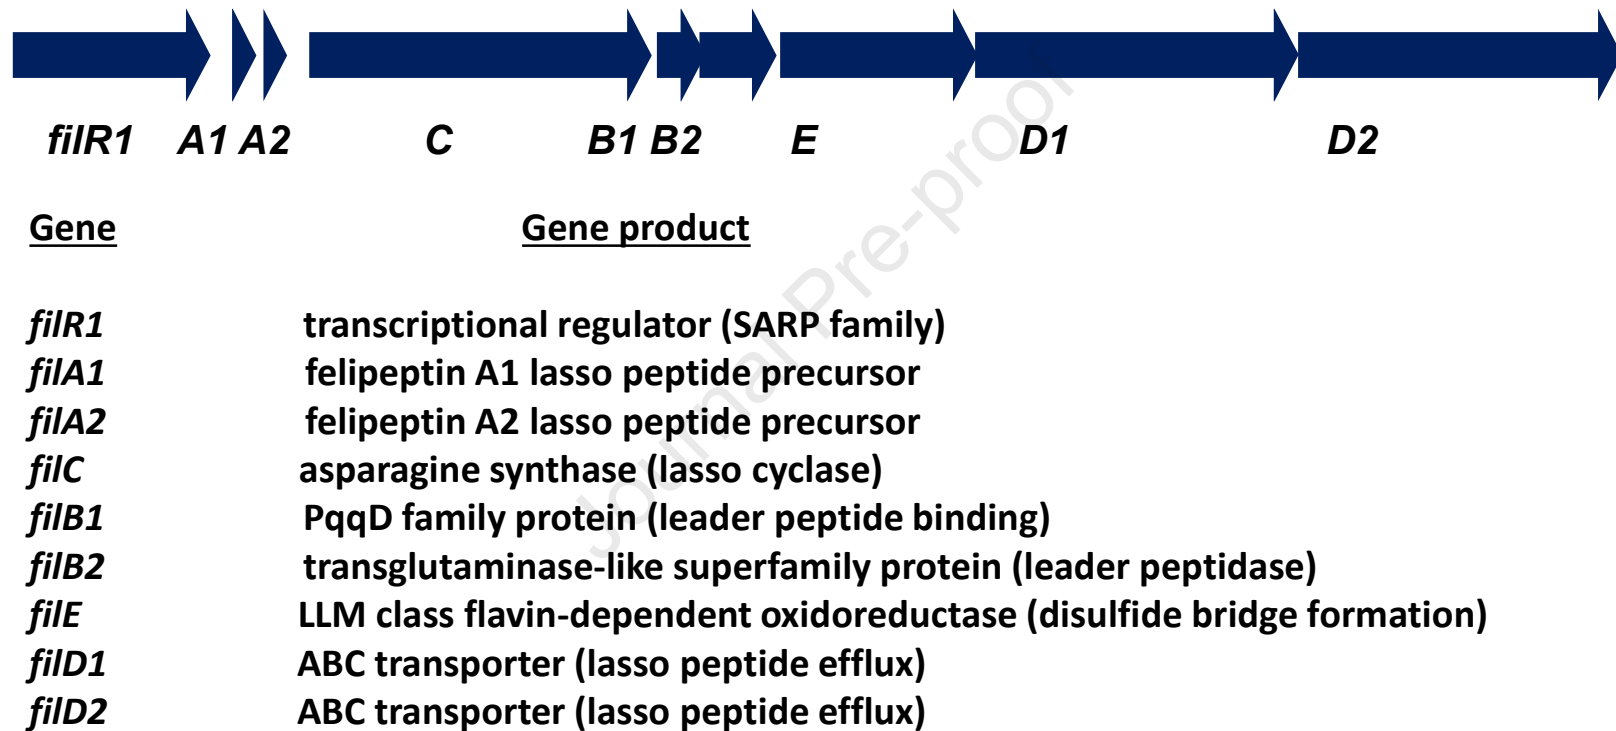 filR1 A1 A2 C B1 B2 E D1 D2
Gene Gene product
filR1 transcriptional regulator (SARP family)
filA1 felipeptin A1 lasso peptide precursor
filA2 felipeptin A2 lasso peptide precursor
filC asparagine synthase (lasso cyclase)
filB1 PqqD family protein (leader peptide binding)
filB2 transglutaminase-like superfamily protein (leader peptidase)
filE LLM class flavin-dependent oxidoreductase (disulfide bridge formation)
filD1 ABC transporter (lasso peptide efflux)
filD2 ABC transporter (lasso peptide efflux)
Journal Pre-proof